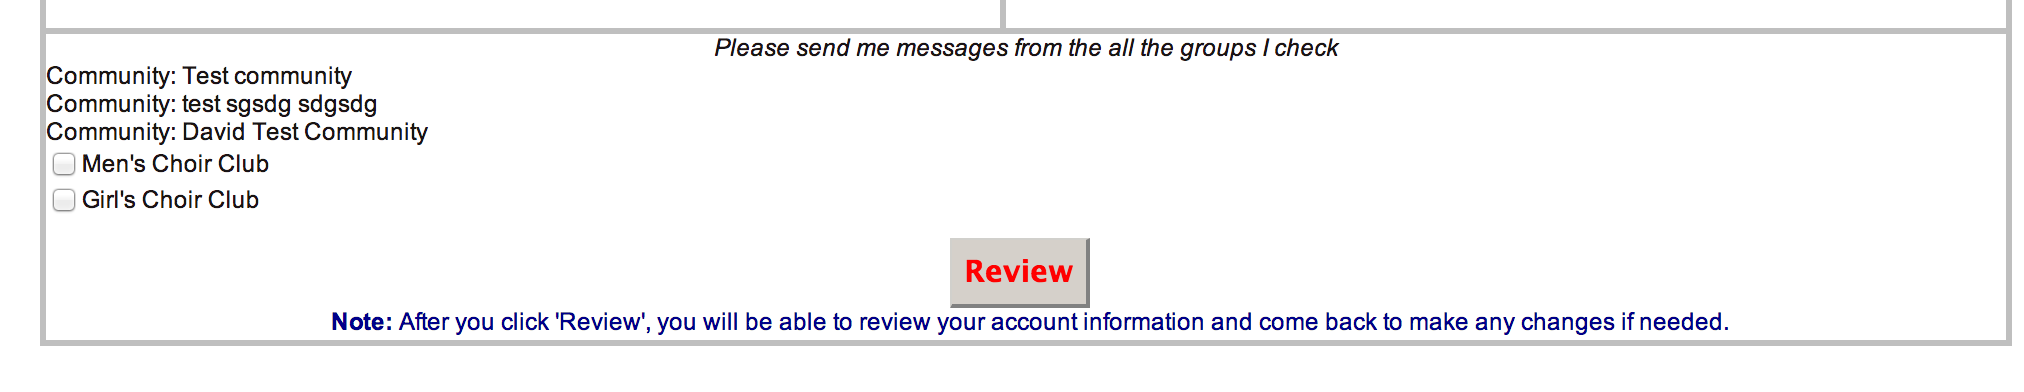 Please send me messages from the all the groups I check
Community: Test community
Community: test sgsdg sdgsdg
Community: David Test Community
Men's Choir Club
Girl's Choir Club
Review
Note: After you click 'Review', you will be able to review your account information and come back to make any changes if needed.